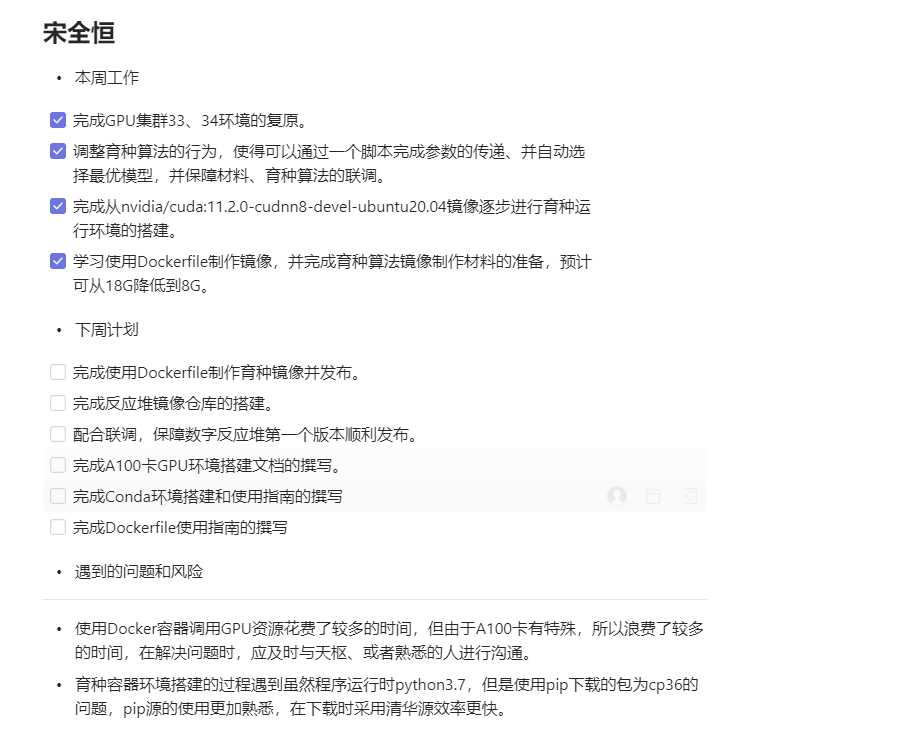 宋全恒
• 本周工作
完成GPU集群33、34环境的复原。
调整育种算法的行为，使得可以通过一个脚本完成参数的传递、并自动选
择最优模型，并保障材料、育种算法的联调。
完成从nvidia/cuda:11.2.0-cudnn8-devel-ubuntu20.04镜像逐步进行育种运
行环境的搭建。
学习使用Dockerfile制作镜像，并完成育种算法镜像制作材料的准备，预计
可从18G降低到8G。
• 下周计划
完成使用Dockerfile制作育种镜像并发布。
完成反应堆镜像仓库的搭建。
配合联调，保障数字反应堆第一个版本顺利发布。
完成A100卡GPU环境搭建文档的撰写。
完成Conda环境搭建和使用指南的撰写
完成Dockerfile使用指南的撰写
• 遇到的问题和风险
• 使用Docker容器调用GPU资源花费了较多的时间，但由于A100卡有特殊，所以浪费了较多
的时间，在解决问题时，应及时与天枢、或者熟悉的人进行沟通。
• 育种容器环境搭建的过程遇到虽然程序运行时python3.7，但是使用pip下载的包为cp36的
问题，pip源的使用更加熟悉，在下载时采用清华源效率更快。